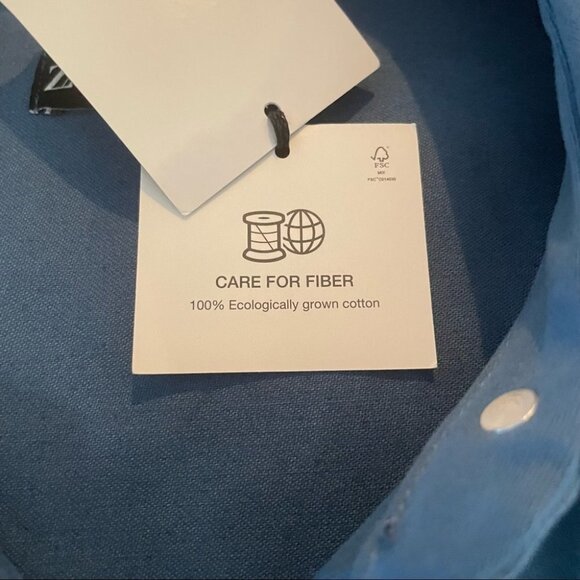 FSC
MIX
CARE FOR FIBER
100% Ecologically grown cotton